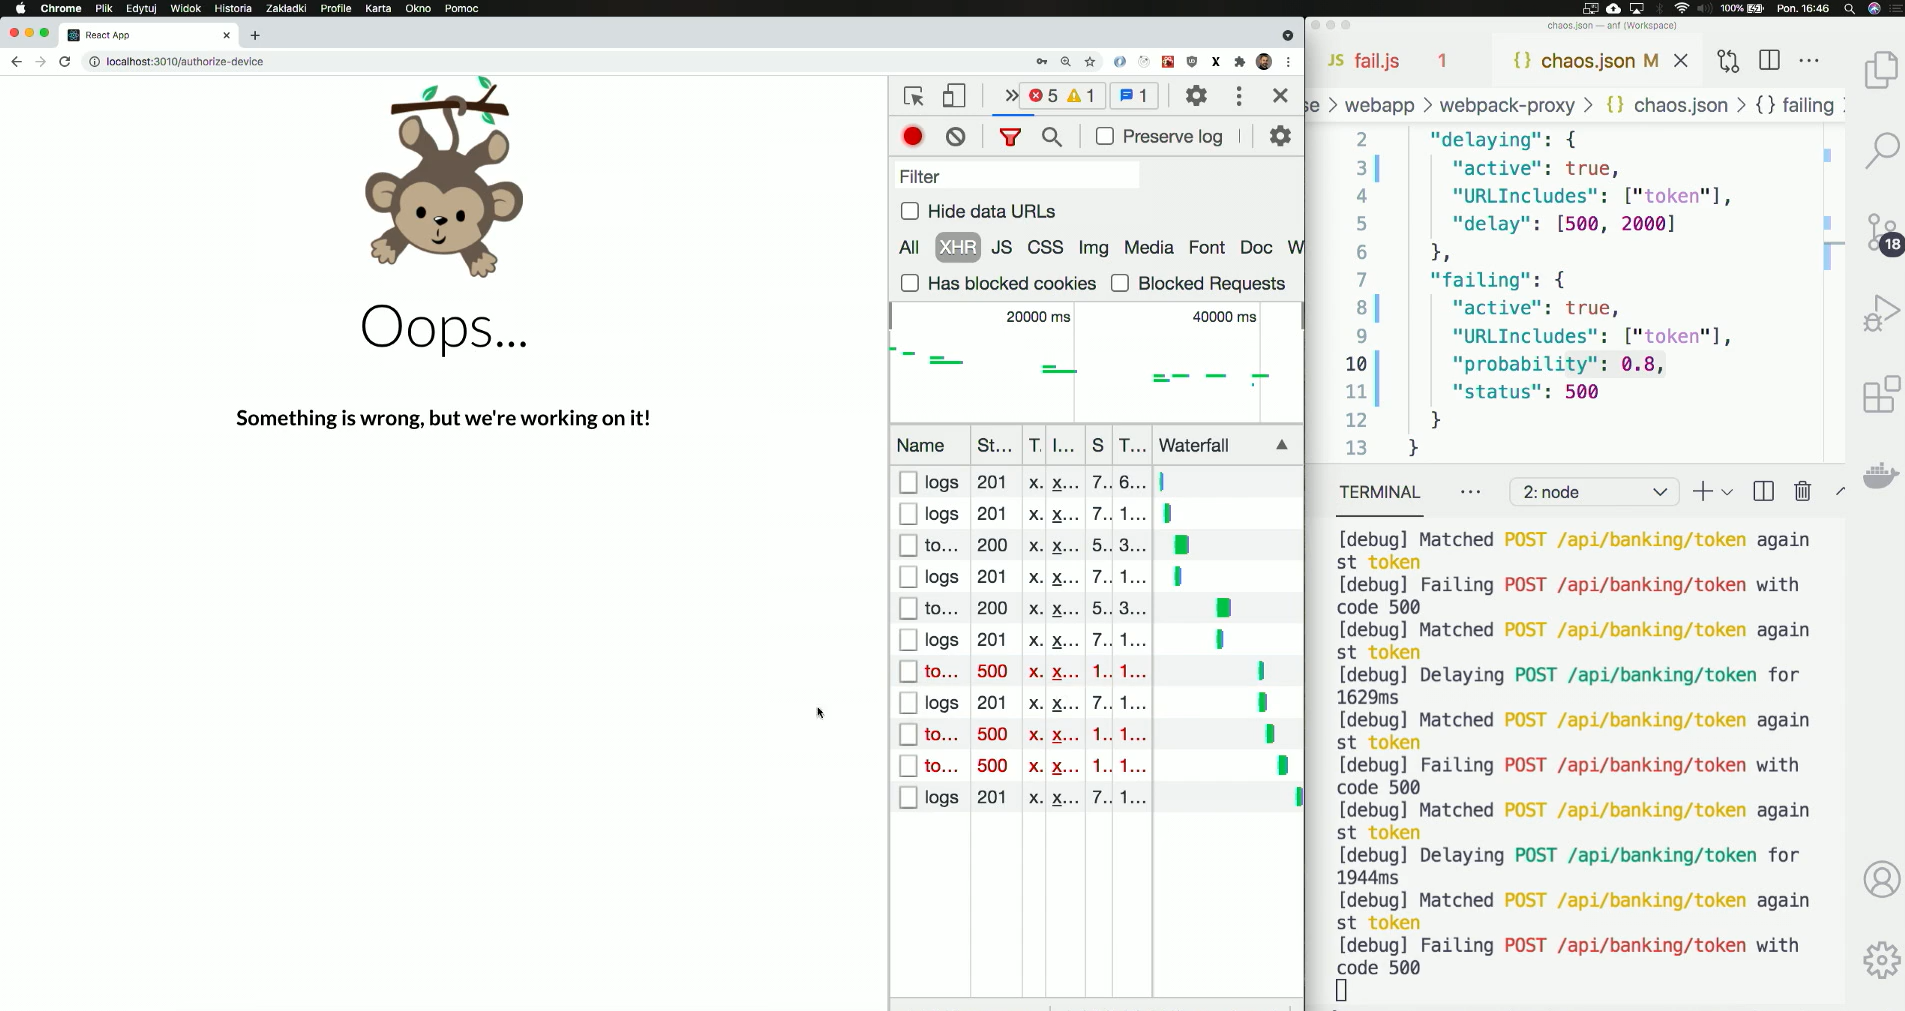 Chrome Plik Edytuj Widok Historia Zakładki Profile Karta Okno Pomoc
100% Pon. 16:46
React App
localhost:3010/authorize-device
Oops...
Something is wrong, but we're working on it!
5 1 1
Preserve log
Filter
Hide data URLs
All XHR JS CSS Img Media Font Doc W
Has blocked cookies Blocked Requests
20000 ms 40000 ms
Name St... T. I... S T... Waterfall
logs 201 x. x... 7.. 6...
logs 201 x. x... 7.. 1...
to... 200 x. x... 5.. 3...
logs 201 x. x... 7.. 1...
to... 200 x. x... 5.. 3...
logs 201 x. x... 7.. 1...
to... 500 x. x... 1.. 1...
logs 201 x. x... 7.. 1...
to... 500 x. x... 1.. 1...
to... 500 x. x... 1.. 1...
logs 201 x. x... 7.. 1...
chaos.json — anf (Workspace)
JS fail.js 1 {} chaos.json M
se > webapp > webpack-proxy > {} chaos.json > {} failing
2 "delaying": {
3 "active": true,
4 "URLIncludes": ["token"],
5 "delay": [500, 2000]
6 },
7 "failing": {
8 "active": true,
9 "URLIncludes": ["token"],
10 "probability": 0.8,
11 "status": 500
12 }
13 }
18
TERMINAL ... 2: node
[debug] Matched POST /api/banking/token again
st token
[debug] Failing POST /api/banking/token with
code 500
[debug] Matched POST /api/banking/token again
st token
[debug] Delaying POST /api/banking/token for
1629ms
[debug] Matched POST /api/banking/token again
st token
[debug] Failing POST /api/banking/token with
code 500
[debug] Matched POST /api/banking/token again
st token
[debug] Delaying POST /api/banking/token for
1944ms
[debug] Matched POST /api/banking/token again
st token
[debug] Failing POST /api/banking/token with
code 500